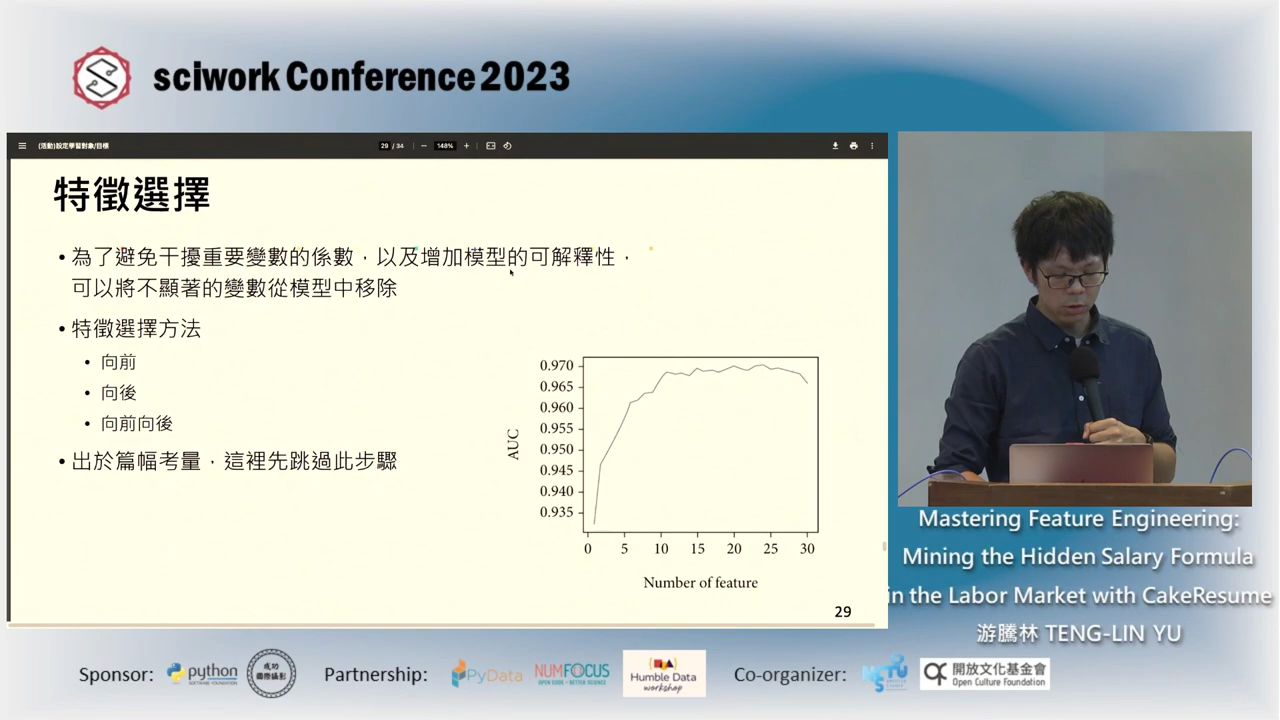 sciwork Conference 2023
(活動)設定學習對象/目標
29 / 34
148%
特徵選擇
• 為了避免干擾重要變數的係數，以及增加模型的可解釋性，
可以將不顯著的變數從模型中移除
• 特徵選擇方法
• 向前
• 向後
• 向前向後
• 出於篇幅考量，這裡先跳過此步驟
AUC
0.970
0.965
0.960
0.955
0.950
0.945
0.940
0.935
0 5 10 15 20 25 30
Number of feature
29
Mastering Feature Engineering:
Mining the Hidden Salary Formula
in the Labor Market with CakeResume
游騰林 TENG-LIN YU
Sponsor:
python
Partnership:
PyData
NUMFOCUS
OPEN CODE = BETTER SCIENCE
Humble Data
workshop
Co-organizer:
開放文化基金會
Open Culture Foundation